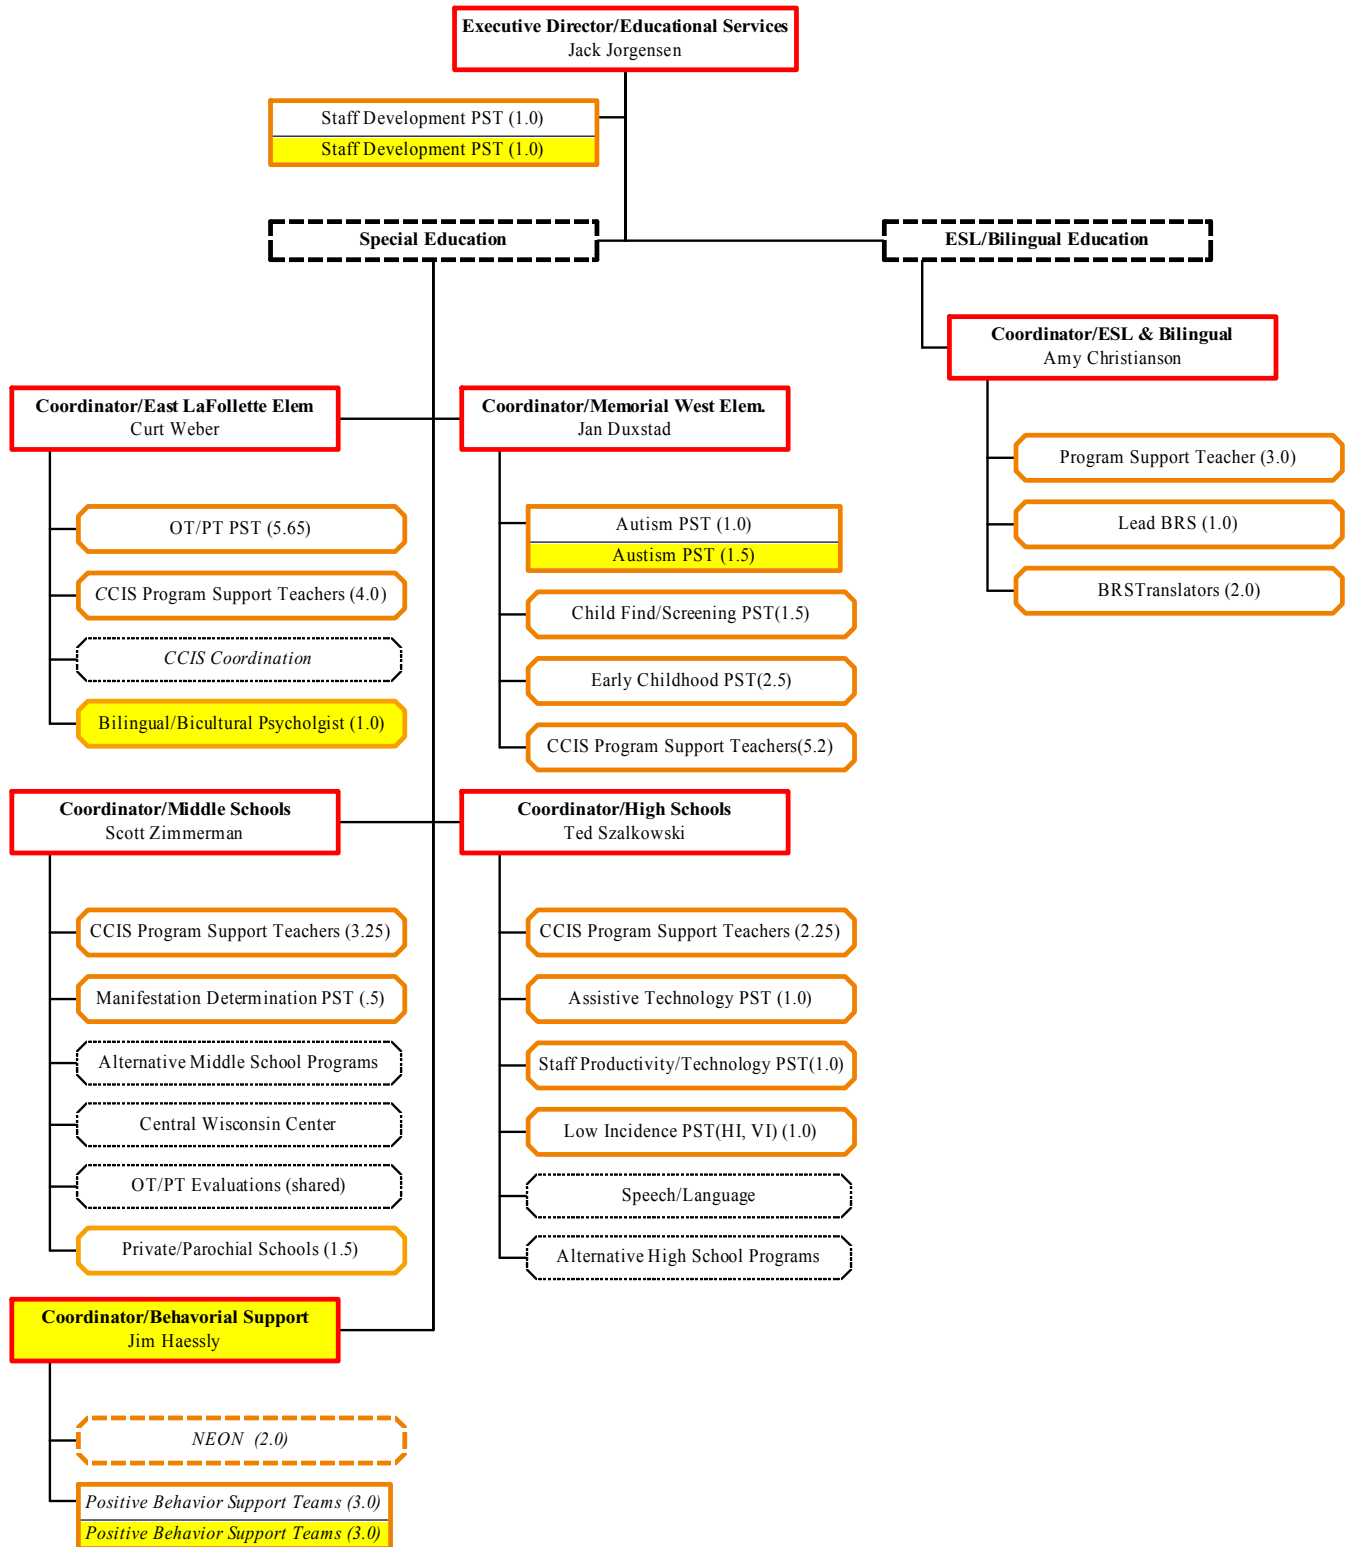 Executive Director/Educational Services
Jack Jorgensen
Staff Development PST (1.0)
Staff Development PST (1.0)
Special Education
ESL/Bilingual Education
Coordinator/ESL & Bilingual
Amy Christianson
Program Support Teacher (3.0)
Lead BRS (1.0)
BRSTranslators (2.0)
Coordinator/East LaFollette Elem
Curt Weber
OT/PT PST (5.65)
CCIS Program Support Teachers (4.0)
CCIS Coordination
Bilingual/Bicultural Psycholgist (1.0)
Coordinator/Memorial West Elem.
Jan Duxstad
Autism PST (1.0)
Austism PST (1.5)
Child Find/Screening PST(1.5)
Early Childhood PST(2.5)
CCIS Program Support Teachers(5.2)
Coordinator/Middle Schools
Scott Zimmerman
CCIS Program Support Teachers (3.25)
Manifestation Determination PST (.5)
Alternative Middle School Programs
Central Wisconsin Center
OT/PT Evaluations (shared)
Private/Parochial Schools (1.5)
Coordinator/High Schools
Ted Szalkowski
CCIS Program Support Teachers (2.25)
Assistive Technology PST (1.0)
Staff Productivity/Technology PST(1.0)
Low Incidence PST(HI, VI) (1.0)
Speech/Language
Alternative High School Programs
Coordinator/Behavorial Support
Jim Haessly
NEON (2.0)
Positive Behavior Support Teams (3.0)
Positive Behavior Support Teams (3.0)